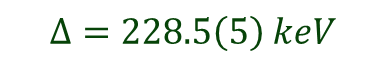 Δ = 228.5(5) keV